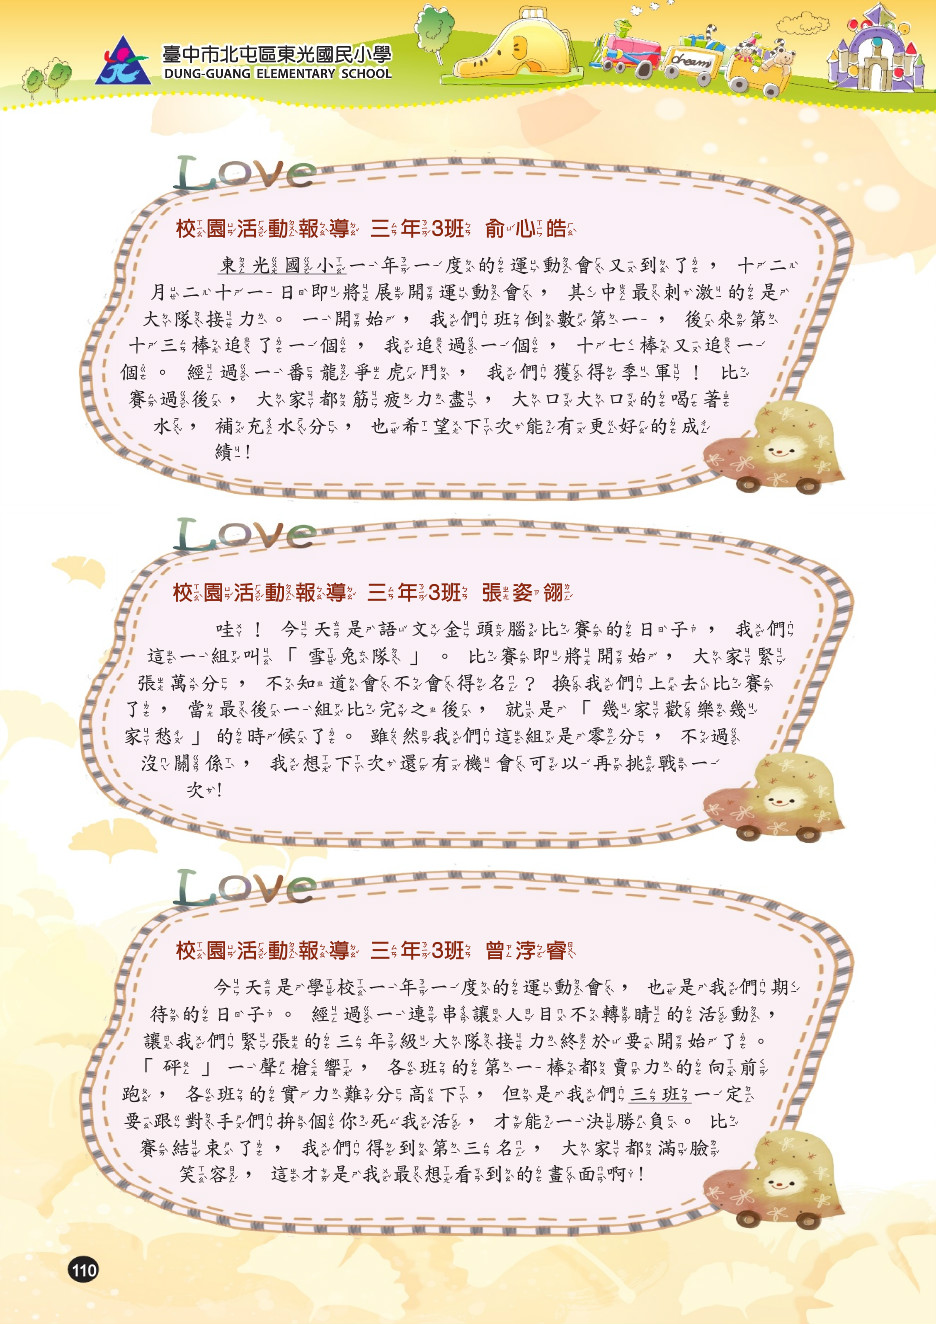 臺中市北屯區東光國民小學
DUNG-GUANG ELEMENTARY SCHOOL
dream
Love
校園活動報導 三年3班 俞心皓
東光國小一年一度的運動會又到了，十二
月二十一日即將展開運動會，其中最刺激的是
大隊接力。一開始，我們班倒數第一，後來第
十三棒追了一個，我追過一個，十七棒又追一
個。經過一番龍爭虎鬥，我們獲得季軍！比
賽過後，大家都筋疲力盡，大口大口的喝著
水，補充水分，也希望下次能有更好的成
績!
Love
校園活動報導 三年3班 張姿翎
哇！今天是語文金頭腦比賽的日子，我們
這一組叫「雪兔隊」。比賽即將開始，大家緊
張萬分，不知道會不會得名？換我們上去比賽
了，當最後一組比完之後，就是「幾家歡樂幾
家愁」的時候了。雖然我們這組是零分，不過
沒關係，我想下次還有機會可以再挑戰一
次!
Love
校園活動報導 三年3班 曾浡睿
今天是學校一年一度的運動會，也是我們期
待的日子。經過一連串讓人目不轉睛的活動，
讓我們緊張的三年級大隊接力終於要開始了。
「砰」一聲槍響，各班的第一棒都賣力的向前
跑，各班的實力難分高下，但是我們三班一定
要跟對手們拚個你死我活，才能一決勝負。比
賽結束了，我們得到第三名，大家都滿臉
笑容，這才是我最想看到的畫面啊!
110